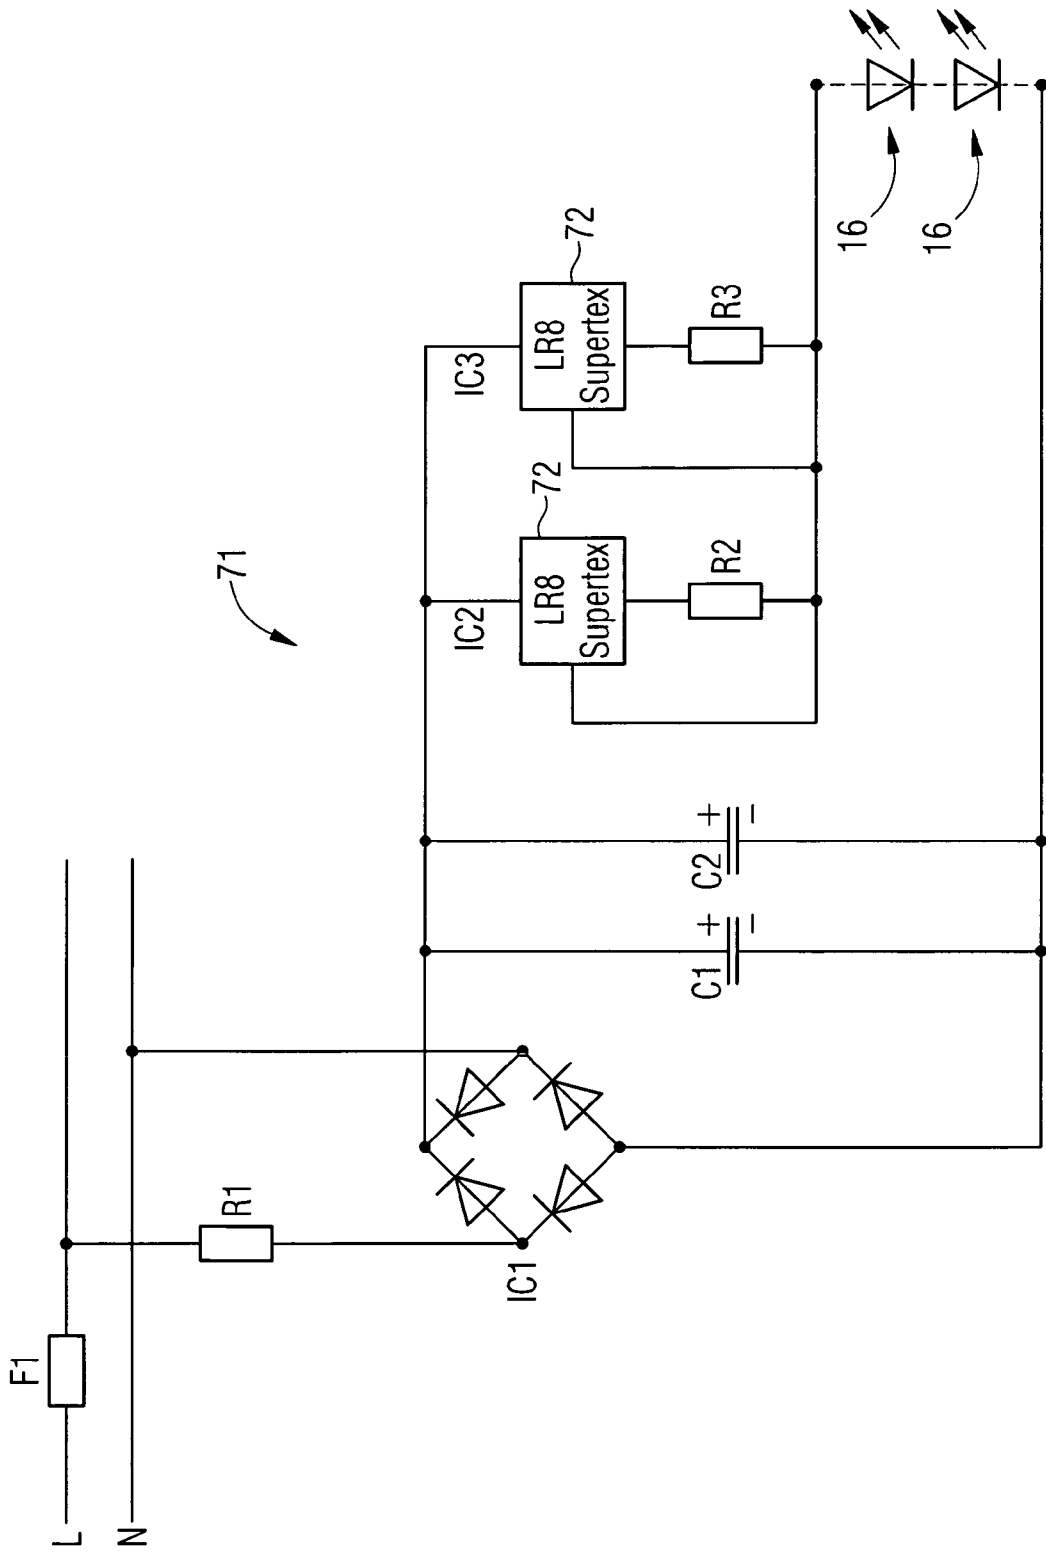 L
N
F1
R1
IC1
C1
C2
71
IC2
LR8
Supertex
72
R2
IC3
LR8
Supertex
72
R3
16
16
+
−
+
−